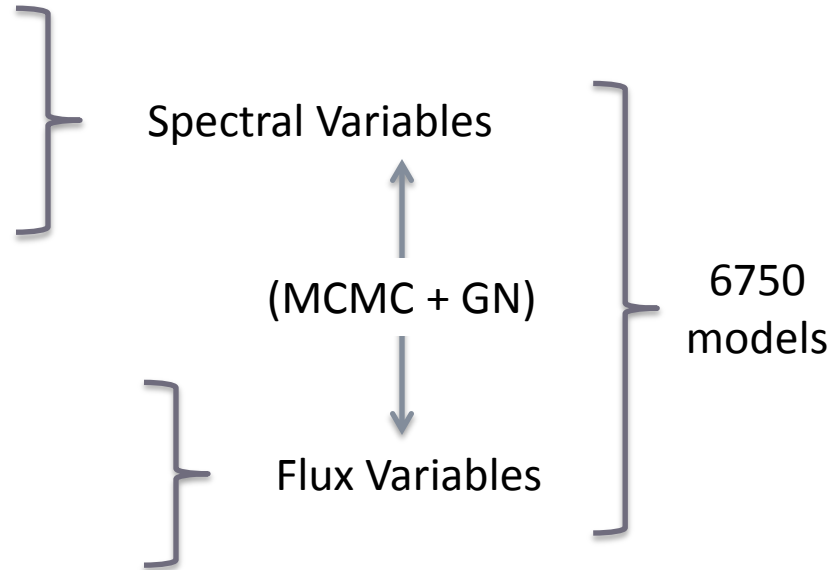 Spectral Variables
(MCMC + GN)
6750
models
Flux Variables